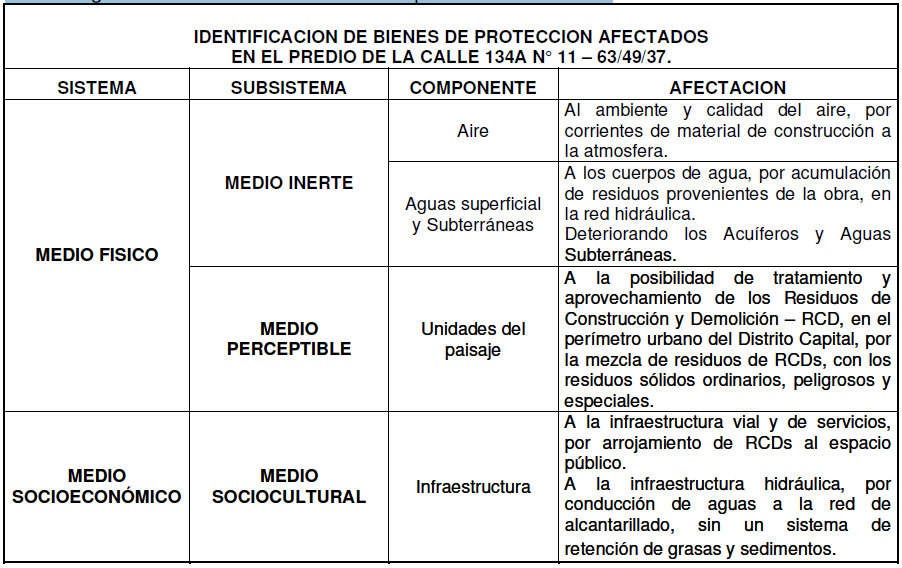 IDENTIFICACION DE BIENES DE PROTECCION AFECTADOS
EN EL PREDIO DE LA CALLE 134A N° 11 – 63/49/37.
SISTEMA SUBSISTEMA COMPONENTE AFECTACION
MEDIO FISICO
MEDIO INERTE
Aire
Al ambiente y calidad del aire, por
corrientes de material de construcción a
la atmosfera.
Aguas superficial
y Subterráneas
A los cuerpos de agua, por acumulación
de residuos provenientes de la obra, en
la red hidráulica.
Deteriorando los Acuíferos y Aguas
Subterráneas.
MEDIO
PERCEPTIBLE
Unidades del
paisaje
A la posibilidad de tratamiento y
aprovechamiento de los Residuos de
Construcción y Demolición – RCD, en el
perímetro urbano del Distrito Capital, por
la mezcla de residuos de RCDs, con los
residuos sólidos ordinarios, peligrosos y
especiales.
MEDIO
SOCIOECONÓMICO
MEDIO
SOCIOCULTURAL
Infraestructura
A la infraestructura vial y de servicios,
por arrojamiento de RCDs al espacio
público.
A la infraestructura hidráulica, por
conducción de aguas a la red de
alcantarillado, sin un sistema de
retención de grasas y sedimentos.